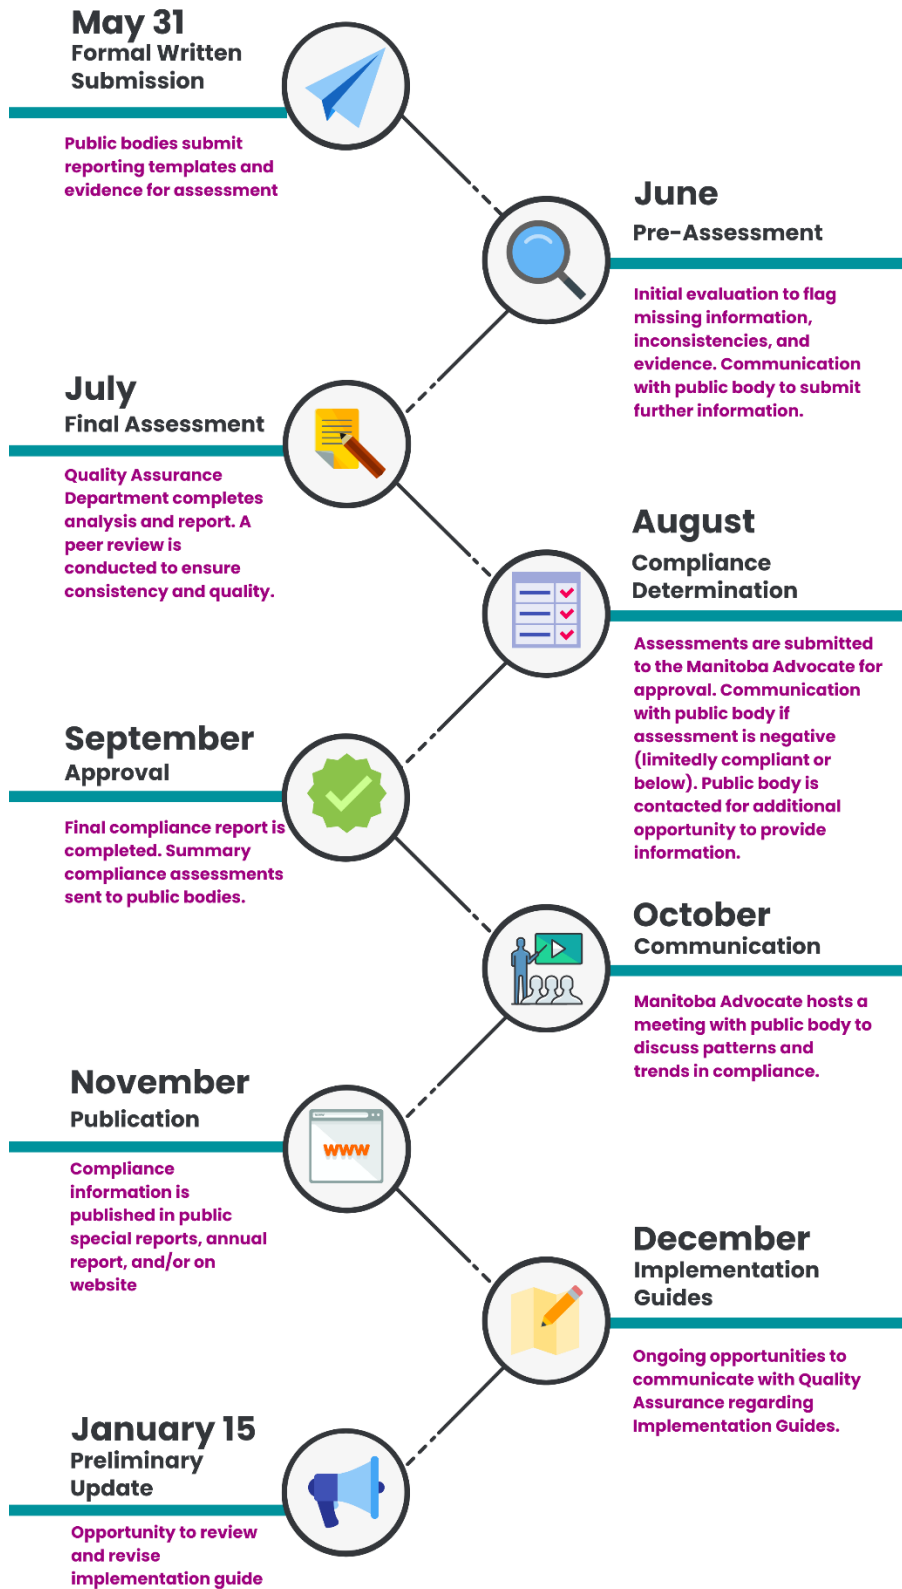 May 31
Formal Written
Submission
Public bodies submit
reporting templates and
evidence for assessment
June
Pre-Assessment
Initial evaluation to flag
missing information,
inconsistencies, and
evidence. Communication
with public body to submit
further information.
July
Final Assessment
Quality Assurance
Department completes
analysis and report. A
peer review is
conducted to ensure
consistency and quality.
August
Compliance
Determination
Assessments are submitted
to the Manitoba Advocate for
approval. Communication
with public body if
assessment is negative
(limitedly compliant or
below). Public body is
contacted for additional
opportunity to provide
information.
September
Approval
Final compliance report is
completed. Summary
compliance assessments
sent to public bodies.
October
Communication
Manitoba Advocate hosts a
meeting with public body to
discuss patterns and
trends in compliance.
November
Publication
www
Compliance
information is
published in public
special reports, annual
report, and/or on
website
December
Implementation
Guides
Ongoing opportunities to
communicate with Quality
Assurance regarding
Implementation Guides.
January 15
Preliminary
Update
Opportunity to review
and revise
implementation guide